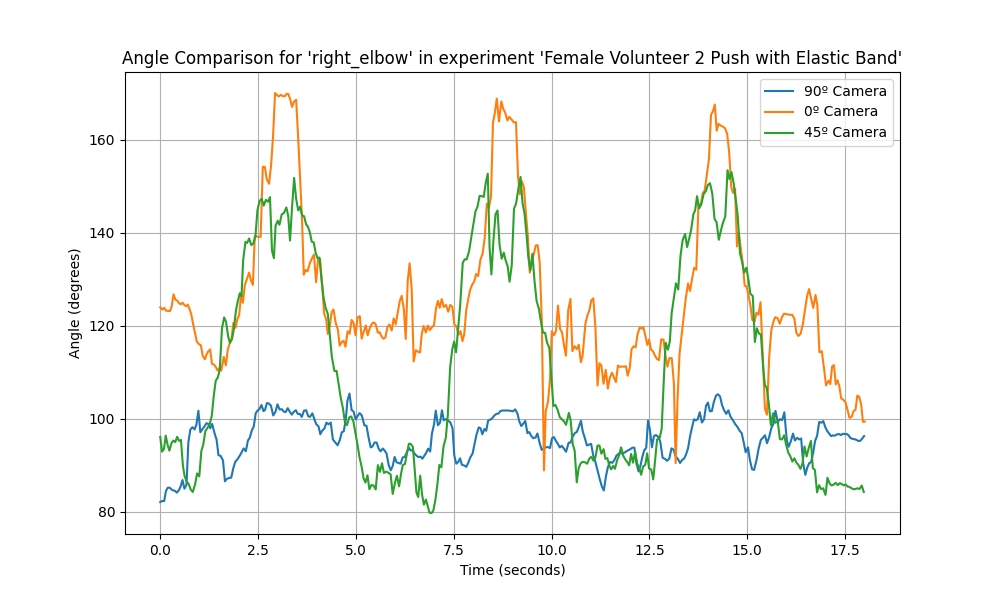 Angle Comparison for 'right_elbow' in experiment 'Female Volunteer 2 Push with Elastic Band'
90º Camera
0º Camera
45º Camera
160
140
120
100
80
Angle (degrees)
0.0 2.5 5.0 7.5 10.0 12.5 15.0 17.5
Time (seconds)